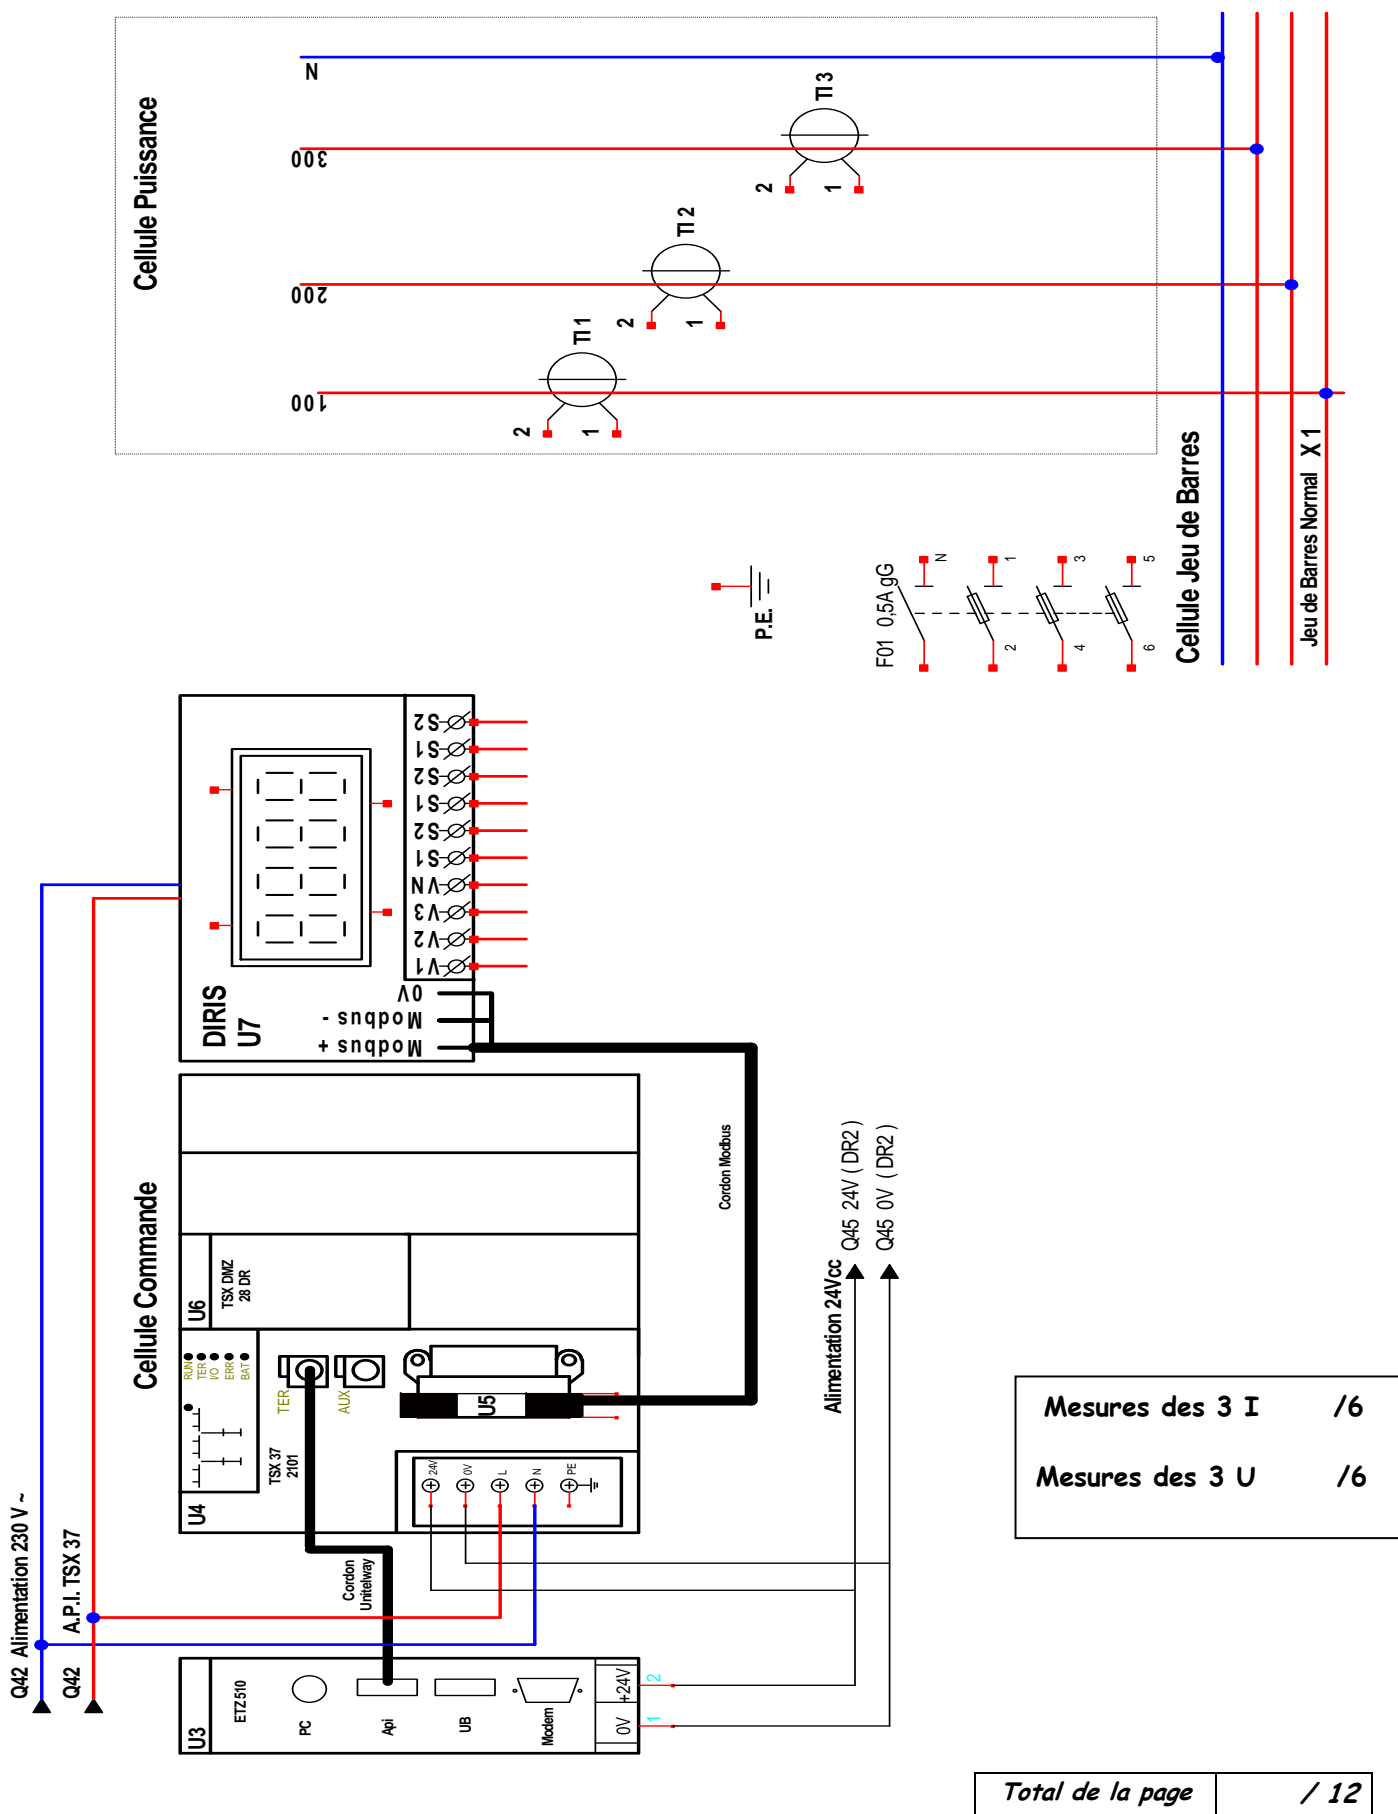 Cellule Puissance
N
300
200
100
TI 3
2
1
TI 2
2
1
TI 1
2
1
Cellule Jeu de Barres
Jeu de Barres Normal X 1
P.E.
F01 0,5A gG
N
1
2
3
4
5
6
Cellule Commande
DIRIS
U7
S2
S1
S2
S1
S2
S1
VN
V3
V2
V1
0V
Modbus -
Modbus +
Cordon Modbus
U6
TSX DMZ
28 DR
RUN
TER
I/O
ERR
BAT
TER
AUX
U5
TSX 37
2101
U4
24V
0V
L
N
PE
Alimentation 24Vcc
Q45 24V ( DR2 )
Q45 0V ( DR2 )
Q42 Alimentation 230 V ~
Q42 A.P.I. TSX 37
Cordon
Unitelway
U3
ETZ 510
PC
Api
UB
Modem
0V
+24V
1
2
Mesures des 3 I /6
Mesures des 3 U /6
Total de la page / 12